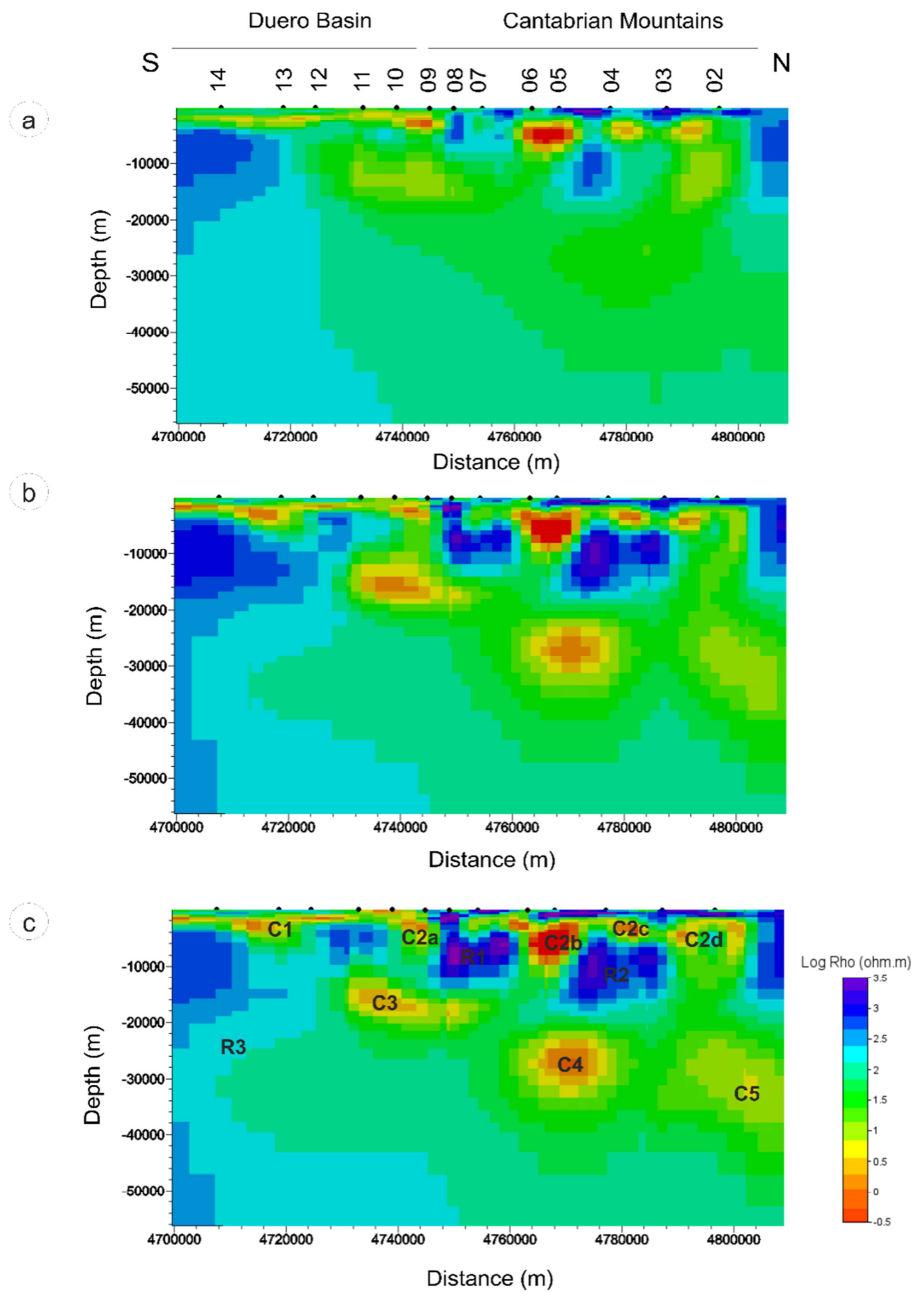 Duero Basin Cantabrian Mountains
S N
14 13 12 11 10 09 08 07 06 05 04 03 02
a
-10000
-20000
-30000
-40000
-50000
Depth (m)
4700000 4720000 4740000 4760000 4780000 4800000
Distance (m)
b
-10000
-20000
-30000
-40000
-50000
Depth (m)
4700000 4720000 4740000 4760000 4780000 4800000
Distance (m)
c
C1 C2a R1 C2b C2c R2 C2d
C3
R3 C4 C5
-10000
-20000
-30000
-40000
-50000
Depth (m)
4700000 4720000 4740000 4760000 4780000 4800000
Distance (m)
Log Rho (ohm.m)
3.5
3
2.5
2
1.5
1
0.5
0
-0.5